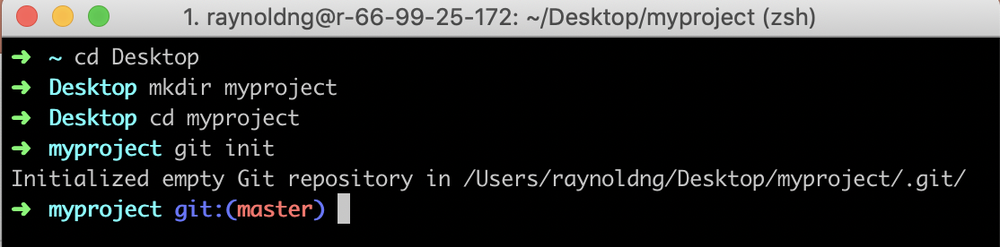 1. raynoldng@r-66-99-25-172: ~/Desktop/myproject (zsh)
➜ ~ cd Desktop
➜ Desktop mkdir myproject
➜ Desktop cd myproject
➜ myproject git init
Initialized empty Git repository in /Users/raynoldng/Desktop/myproject/.git/
➜ myproject git:(master)